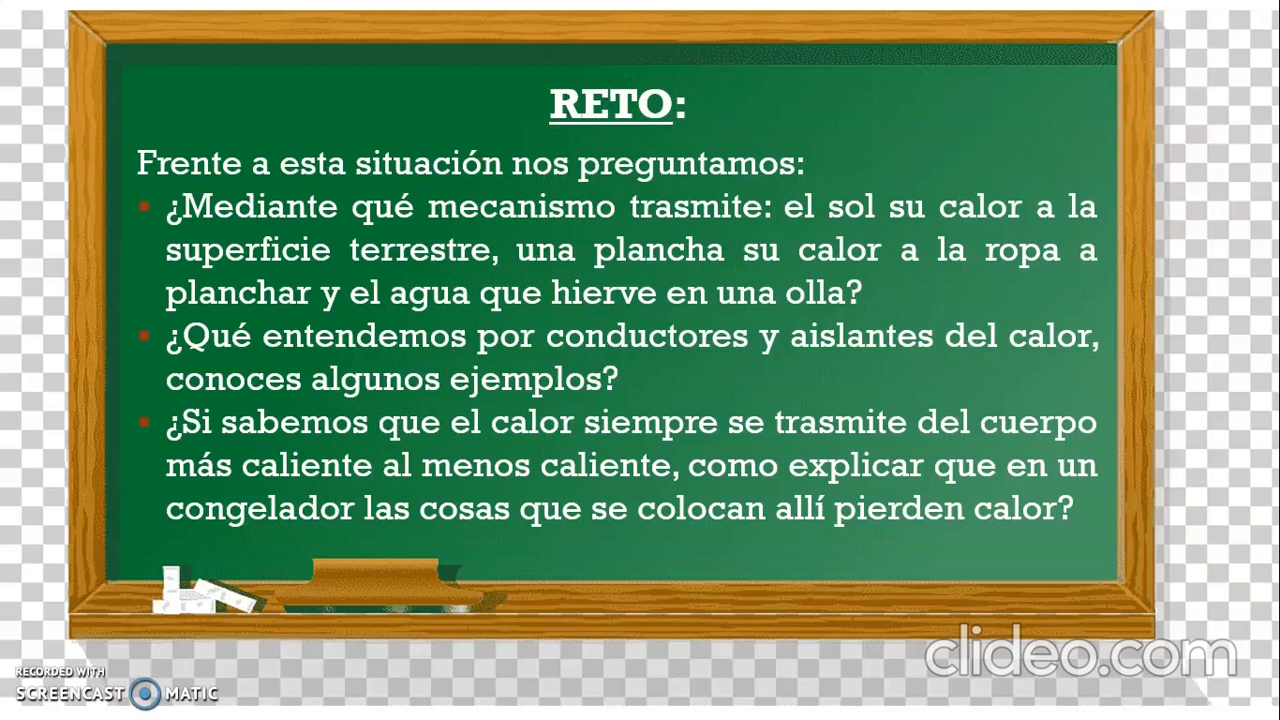 RETO:
Frente a esta situación nos preguntamos:
▪ ¿Mediante qué mecanismo trasmite: el sol su calor a la
superficie terrestre, una plancha su calor a la ropa a
planchar y el agua que hierve en una olla?
▪ ¿Qué entendemos por conductores y aislantes del calor,
conoces algunos ejemplos?
▪ ¿Si sabemos que el calor siempre se trasmite del cuerpo
más caliente al menos caliente, como explicar que en un
congelador las cosas que se colocan allí pierden calor?
clideo.com
RECORDED WITH
SCREENCAST MATIC